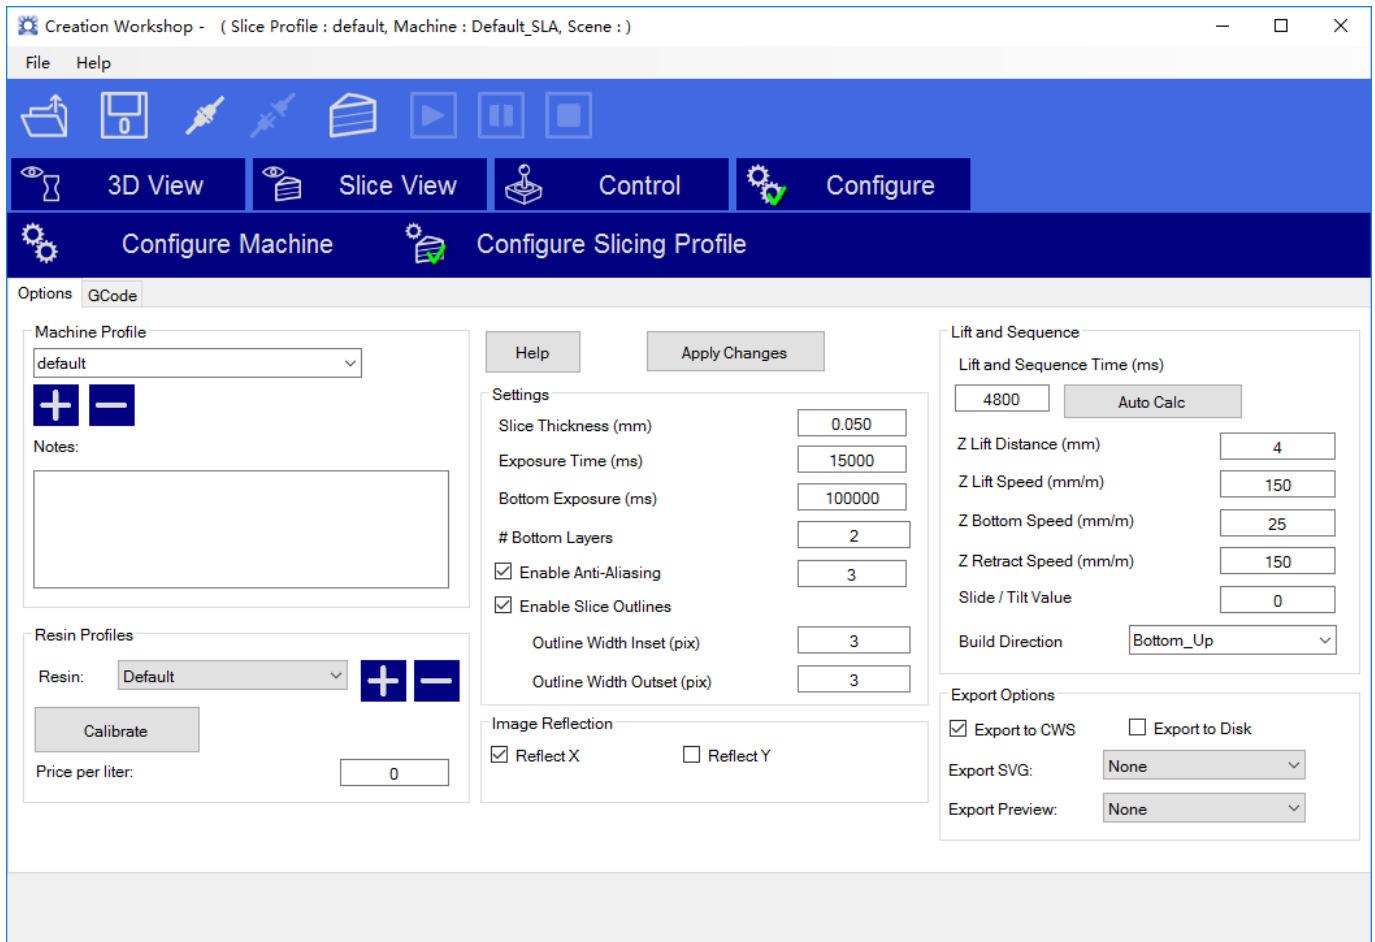 Creation Workshop - ( Slice Profile : default, Machine : Default_SLA, Scene : )
File Help
3D View
Slice View
Control
Configure
Configure Machine
Configure Slicing Profile
Options
GCode
Machine Profile
default
Notes:
Resin Profiles
Resin: Default
Calibrate
Price per liter: 0
Help
Apply Changes
Settings
Slice Thickness (mm) 0.050
Exposure Time (ms) 15000
Bottom Exposure (ms) 100000
# Bottom Layers 2
Enable Anti-Aliasing 3
Enable Slice Outlines
Outline Width Inset (pix) 3
Outline Width Outset (pix) 3
Image Reflection
Reflect X
Reflect Y
Lift and Sequence
Lift and Sequence Time (ms)
4800
Auto Calc
Z Lift Distance (mm) 4
Z Lift Speed (mm/m) 150
Z Bottom Speed (mm/m) 25
Z Retract Speed (mm/m) 150
Slide / Tilt Value 0
Build Direction Bottom_Up
Export Options
Export to CWS
Export to Disk
Export SVG: None
Export Preview: None